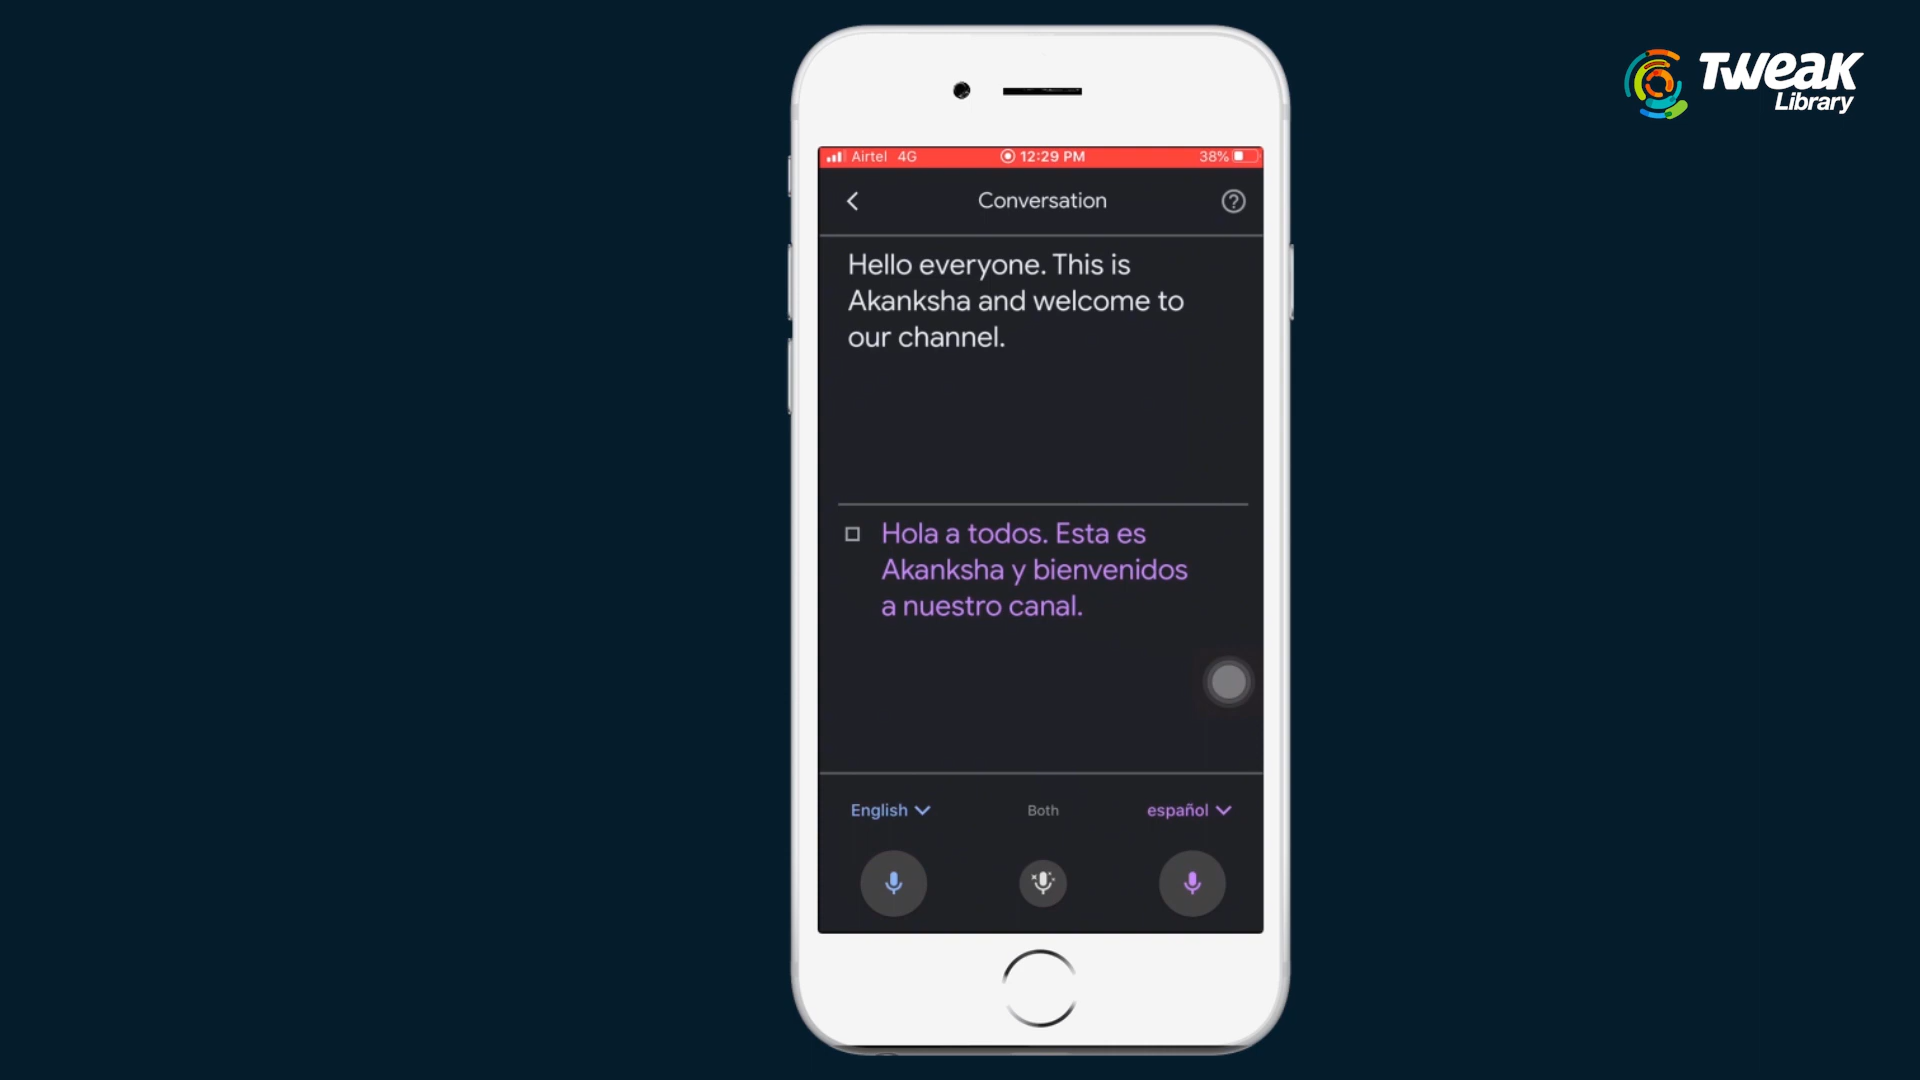 TWEAK
Library
Airtel 4G 12:29 PM 38%
Conversation
Hello everyone. This is
Akanksha and welcome to
our channel.
Hola a todos. Esta es
Akanksha y bienvenidos
a nuestro canal.
English Both español